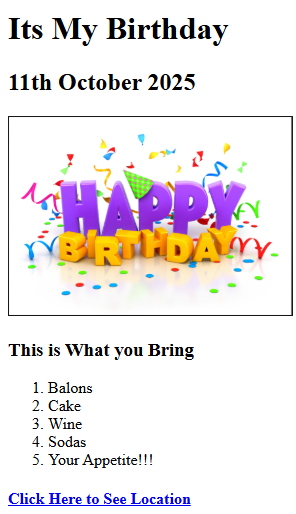 Its My Birthday
11th October 2025
HAPPY
BIRTHDAY
This is What you Bring
1. Balons
2. Cake
3. Wine
4. Sodas
5. Your Appetite!!!
Click Here to See Location